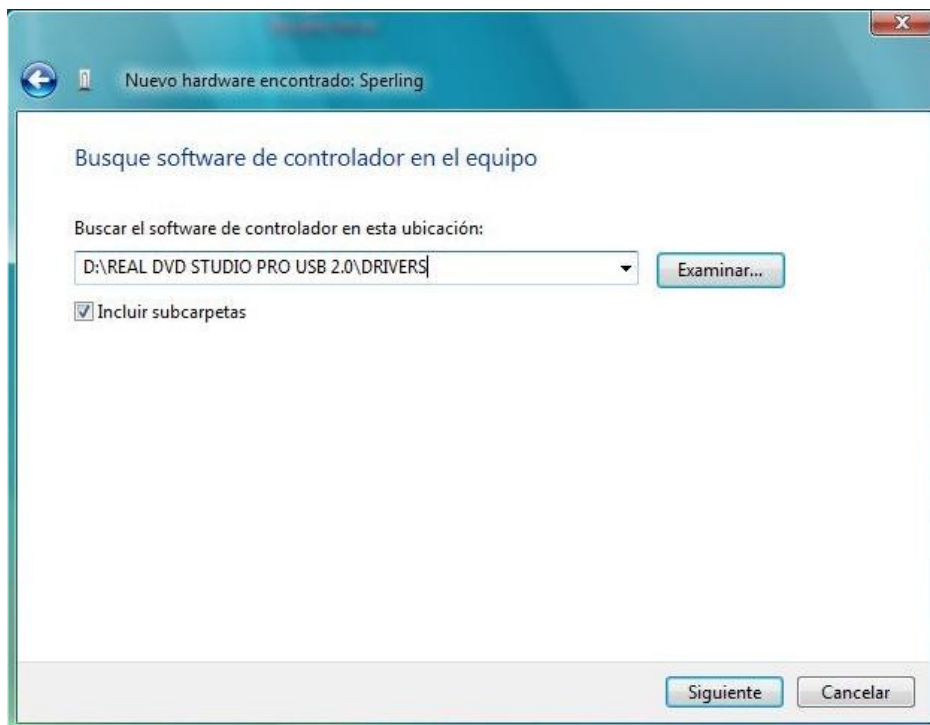 Nuevo hardware encontrado: Sperling
Busque software de controlador en el equipo
Buscar el software de controlador en esta ubicación:
D:\REAL DVD STUDIO PRO USB 2.0\DRIVERS
Examinar...
Incluir subcarpetas
Siguiente
Cancelar